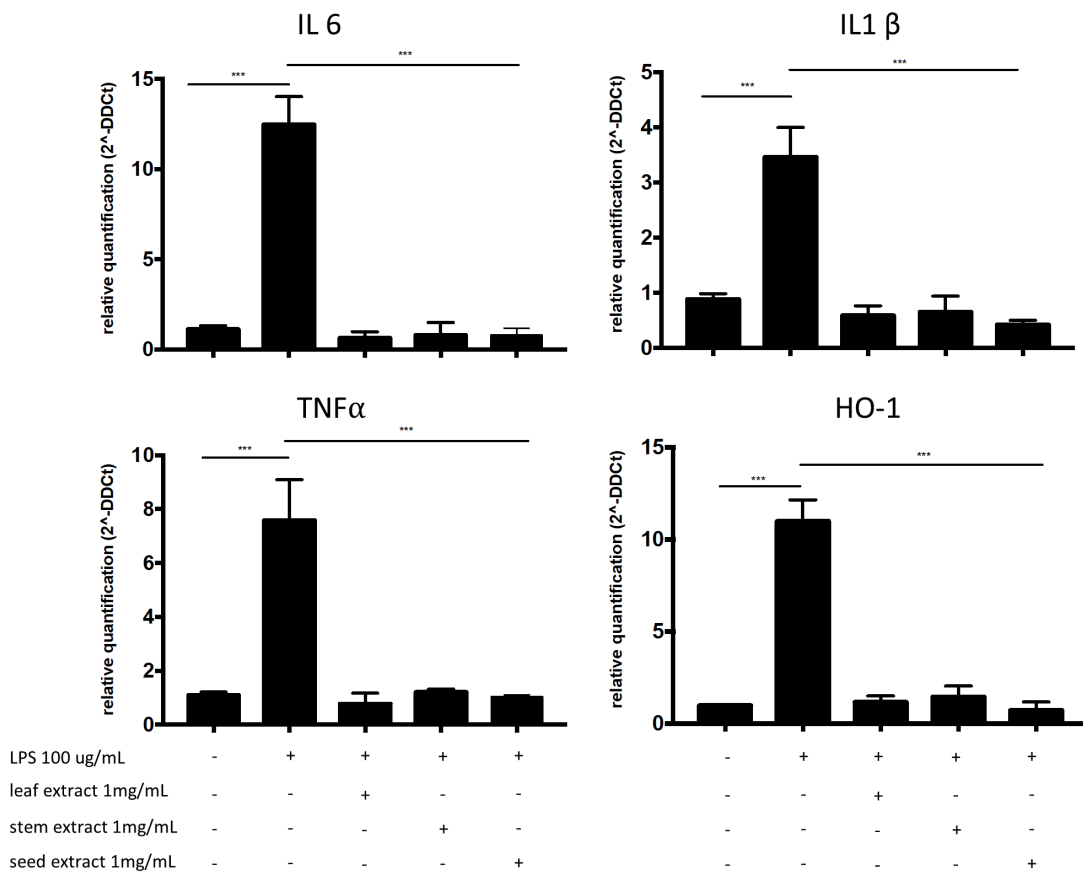 IL 6
***
***
relative quantification (2^-DDCt)
15
10
5
0
IL1 β
***
***
relative quantification (2^-DDCt)
5
4
3
2
1
0
TNFα
***
***
relative quantification (2^-DDCt)
10
8
6
4
2
0
HO-1
***
***
relative quantification (2^-DDCt)
15
10
5
0
LPS 100 ug/mL - + + + + - + + + +
leaf extract 1mg/mL - - + - - - - + - -
stem extract 1mg/mL - - - + - - - - + -
seed extract 1mg/mL - - - - + - - - - +